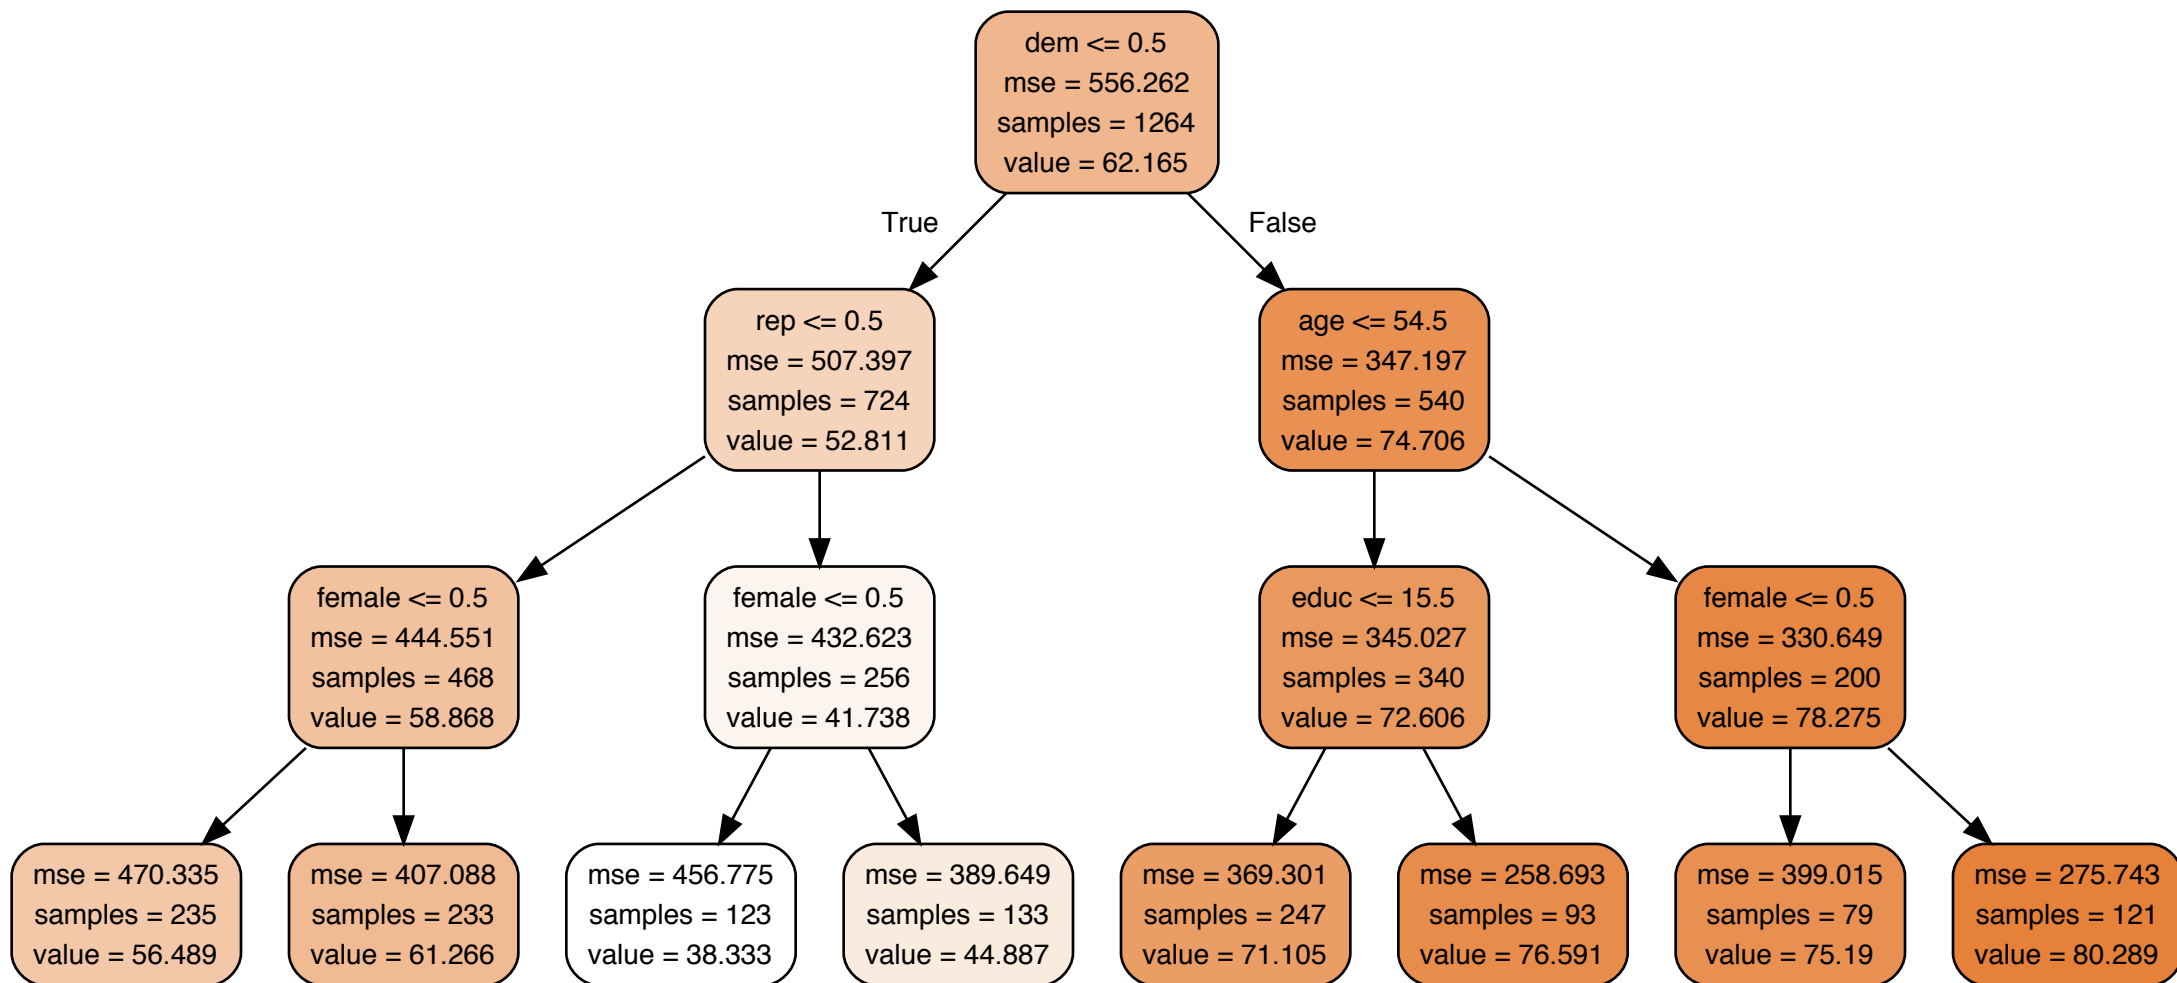 dem <= 0.5
mse = 556.262
samples = 1264
value = 62.165
True
False
rep <= 0.5
mse = 507.397
samples = 724
value = 52.811
age <= 54.5
mse = 347.197
samples = 540
value = 74.706
female <= 0.5
mse = 444.551
samples = 468
value = 58.868
female <= 0.5
mse = 432.623
samples = 256
value = 41.738
educ <= 15.5
mse = 345.027
samples = 340
value = 72.606
female <= 0.5
mse = 330.649
samples = 200
value = 78.275
mse = 470.335
samples = 235
value = 56.489
mse = 407.088
samples = 233
value = 61.266
mse = 456.775
samples = 123
value = 38.333
mse = 389.649
samples = 133
value = 44.887
mse = 369.301
samples = 247
value = 71.105
mse = 258.693
samples = 93
value = 76.591
mse = 399.015
samples = 79
value = 75.19
mse = 275.743
samples = 121
value = 80.289